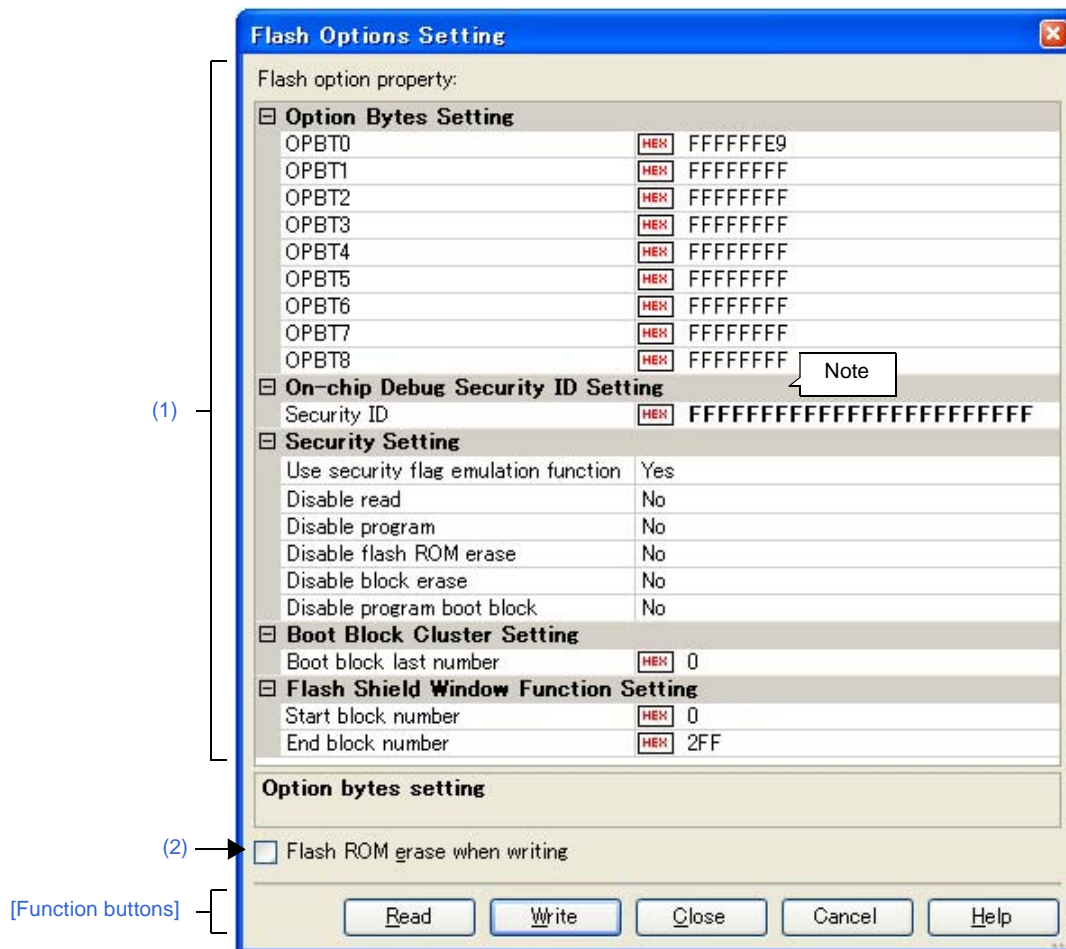 Flash Options Setting
Flash option property:
Option Bytes Setting
OPBT0 HEX FFFFFFE9
OPBT1 HEX FFFFFFFF
OPBT2 HEX FFFFFFFF
OPBT3 HEX FFFFFFFF
OPBT4 HEX FFFFFFFF
OPBT5 HEX FFFFFFFF
OPBT6 HEX FFFFFFFF
OPBT7 HEX FFFFFFFF
OPBT8 HEX FFFFFFFF
Note
On-chip Debug Security ID Setting
(1)
Security ID HEX FFFFFFFFFFFFFFFFFFFFFFFF
Security Setting
Use security flag emulation function Yes
Disable read No
Disable program No
Disable flash ROM erase No
Disable block erase No
Disable program boot block No
Boot Block Cluster Setting
Boot block last number HEX 0
Flash Shield Window Function Setting
Start block number HEX 0
End block number HEX 2FF
Option bytes setting
(2) Flash ROM erase when writing
[Function buttons] Read Write Close Cancel Help